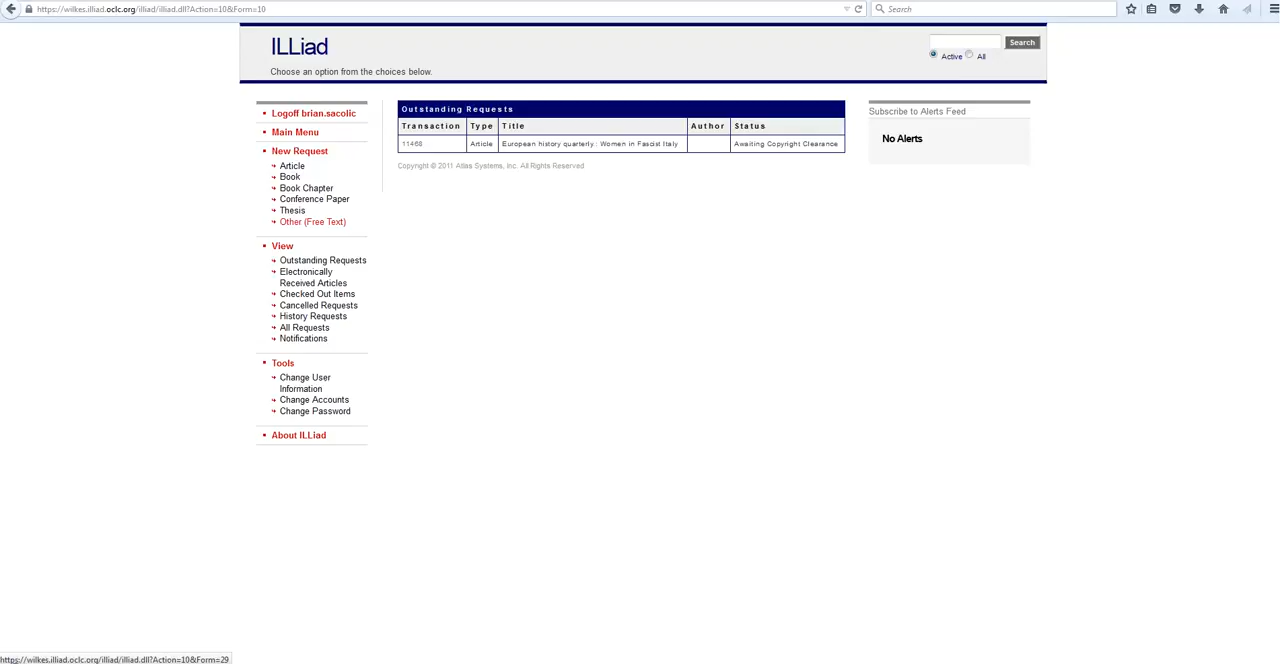 https://wilkes.illiad.oclc.org/illiad/illiad.dll?Action=10&Form=10
Search
ILLiad
Choose an option from the choices below.
Search
Active All
Logoff brian.sacolic
Main Menu
New Request
Article
Book
Book Chapter
Conference Paper
Thesis
Other (Free Text)
View
Outstanding Requests
Electronically
Received Articles
Checked Out Items
Cancelled Requests
History Requests
All Requests
Notifications
Tools
Change User
Information
Change Accounts
Change Password
About ILLiad
Outstanding Requests
Transaction Type Title Author Status
11468 Article European history quarterly : Women in Fascist Italy Awaiting Copyright Clearance
Copyright © 2011 Atlas Systems, Inc. All Rights Reserved
Subscribe to Alerts Feed
No Alerts
https://wilkes.illiad.oclc.org/illiad/illiad.dll?Action=10&Form=29